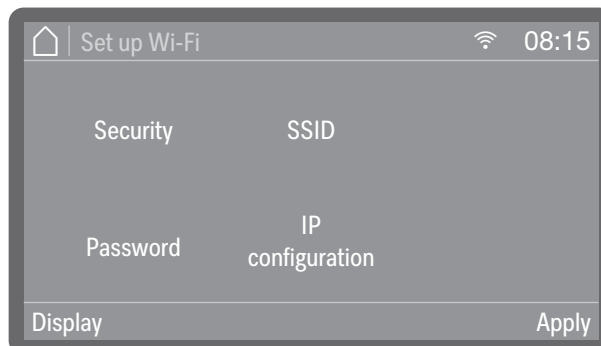 Set up Wi-Fi 08:15
Security SSID
Password IP configuration
Display Apply